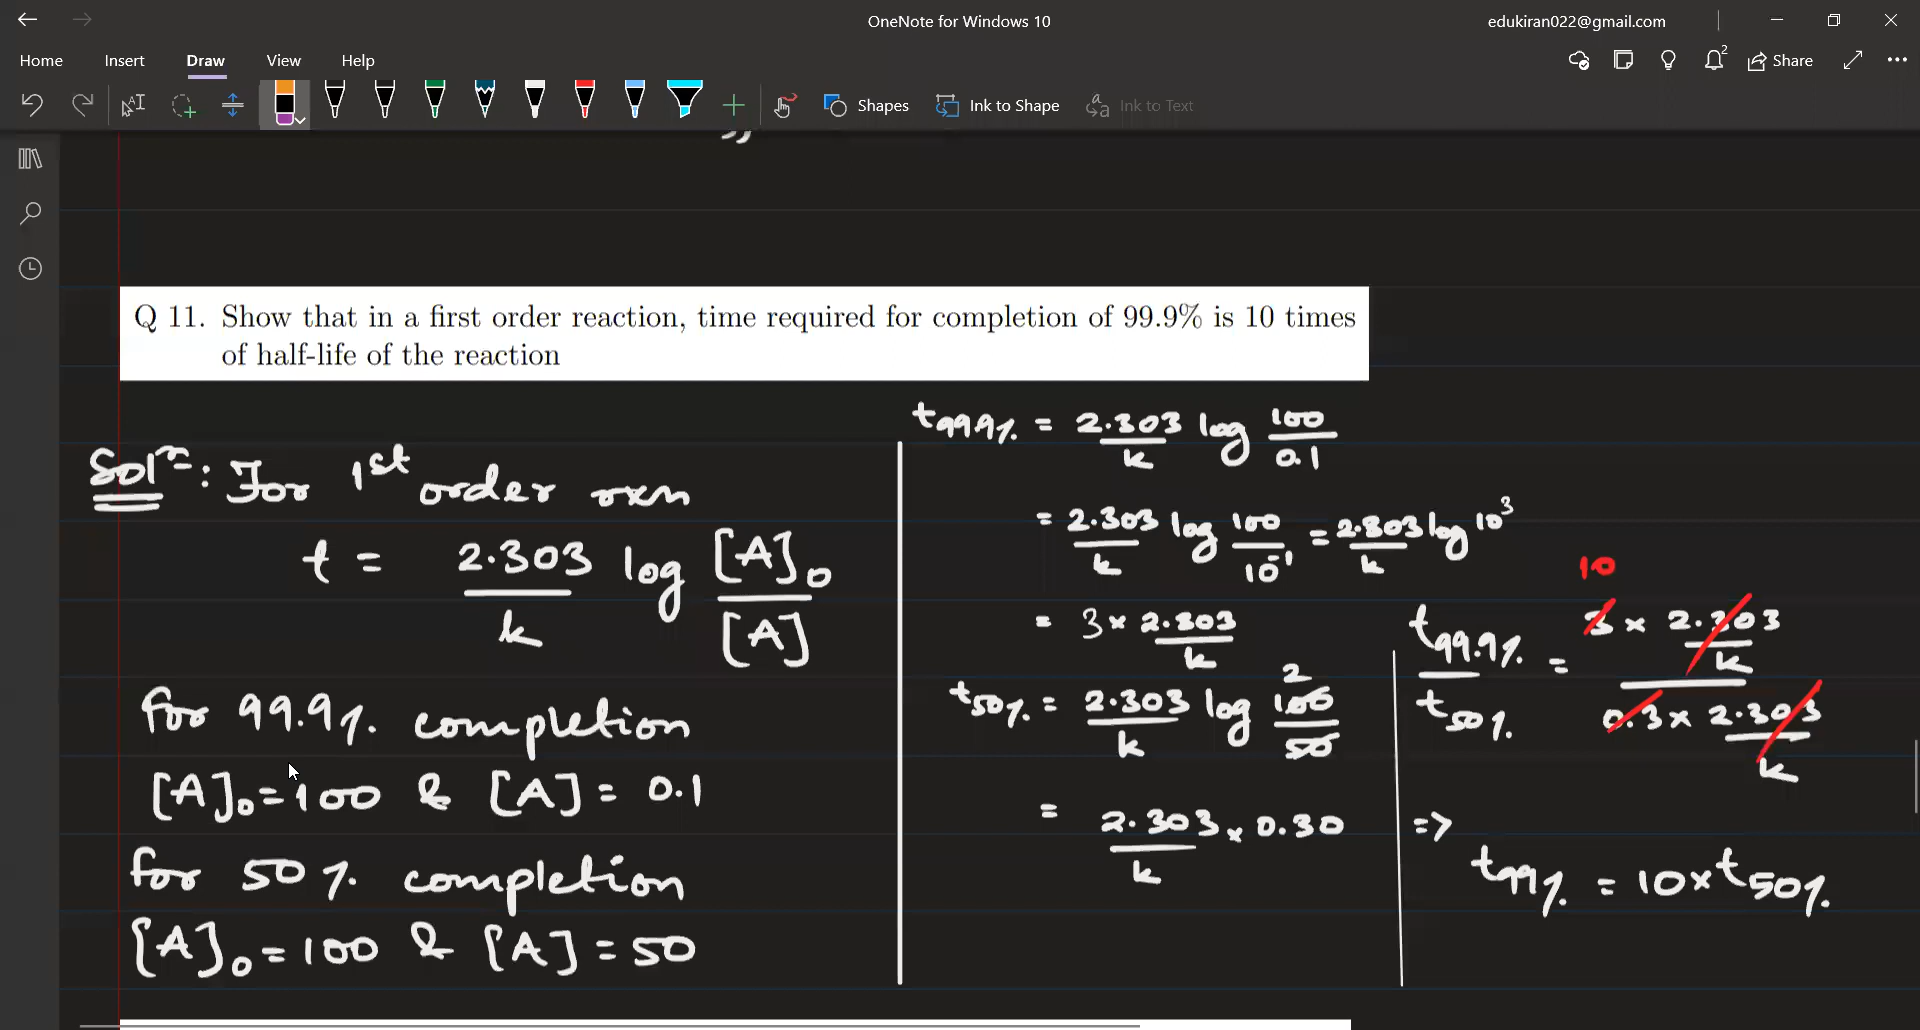 OneNote for Windows 10
edukiran022@gmail.com
Home Insert Draw View Help
Share
Shapes Ink to Shape Ink to Text
Q 11. Show that in a first order reaction, time required for completion of 99.9% is 10 times
of half-life of the reaction
Solⁿ: For 1st order rxn
t = 2.303/k log [A]₀/[A]
for 99.9% completion
[A]₀=100 & [A] = 0.1
for 50% completion
[A]₀=100 & [A] = 50
t99.9% = 2.303/k log 100/0.1
= 2.303/k log 100/10⁻¹ = 2.303/k log 10³
= 3 × 2.303/k
t50% = 2.303/k log 100/50 2
= 2.303/k × 0.30
10
t99.9%/t50% = 3 × 2.303/k / 0.3 × 2.303/k
=>
t99% = 10 × t50%